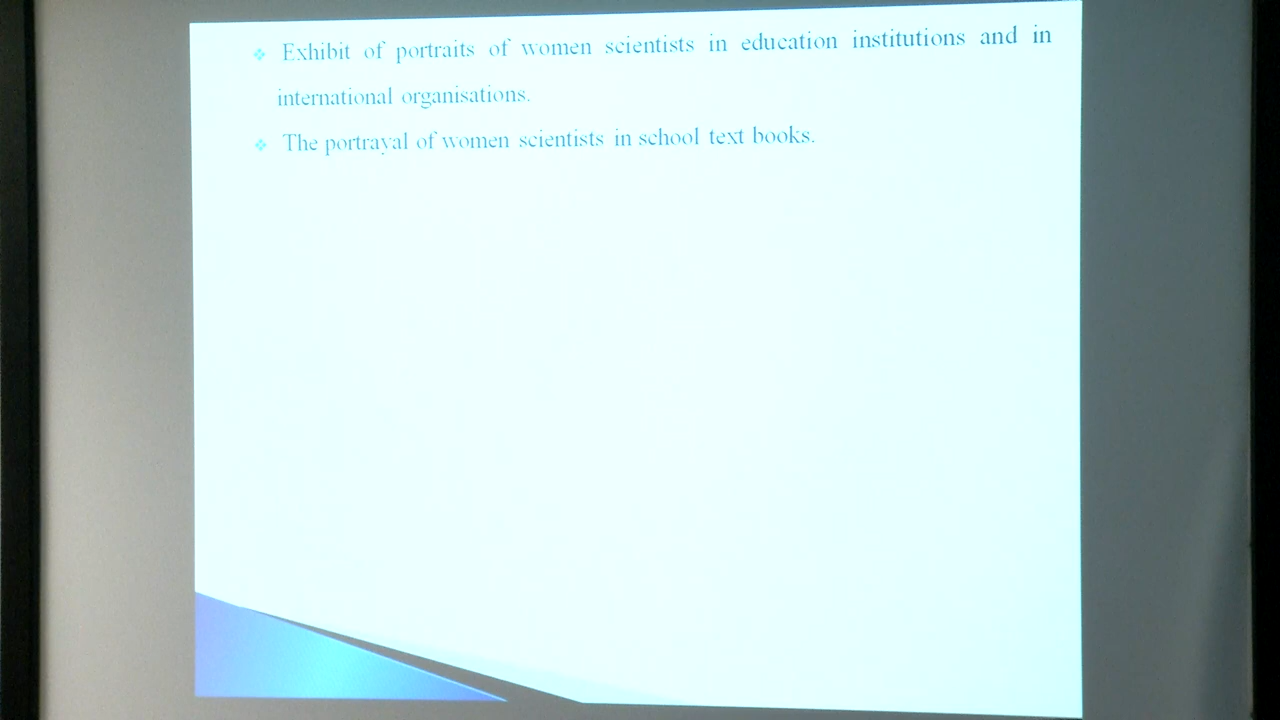 ❖ Exhibit of portraits of women scientists in education institutions and in
international organisations.
❖ The portrayal of women scientists in school text books.